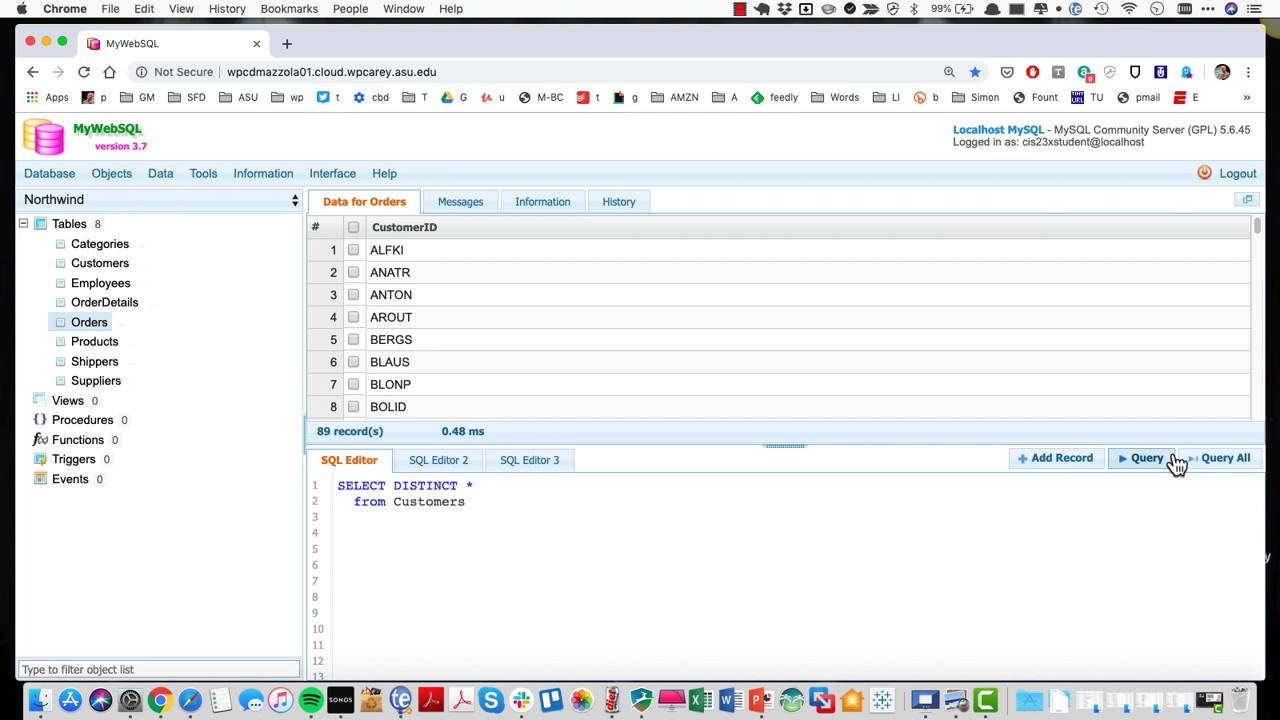 Chrome File Edit View History Bookmarks People Window Help 99%
MyWebSQL
Not Secure wpcdmazzola01.cloud.wpcarey.asu.edu
Apps p GM SFD ASU wp t cbd T G u M-BC t g AMZN A feedly Words LI b Simon Fount TU pmail E »
MyWebSQL
version 3.7
Localhost MySQL - MySQL Community Server (GPL) 5.6.45
Logged in as: cis23xstudent@localhost
Database Objects Data Tools Information Interface Help Logout
Northwind
Data for Orders Messages Information History
Tables 8
Categories
Customers
Employees
OrderDetails
Orders
Products
Shippers
Suppliers
Views 0
Procedures 0
Functions 0
Triggers 0
Events 0
Type to filter object list
# CustomerID
1 ALFKI
2 ANATR
3 ANTON
4 AROUT
5 BERGS
6 BLAUS
7 BLONP
8 BOLID
89 record(s) 0.48 ms
SQL Editor SQL Editor 2 SQL Editor 3 Add Record Query Query All
1 SELECT DISTINCT *
2 from Customers
3
4
5
6
7
8
9
10
11
12
13
SONOS